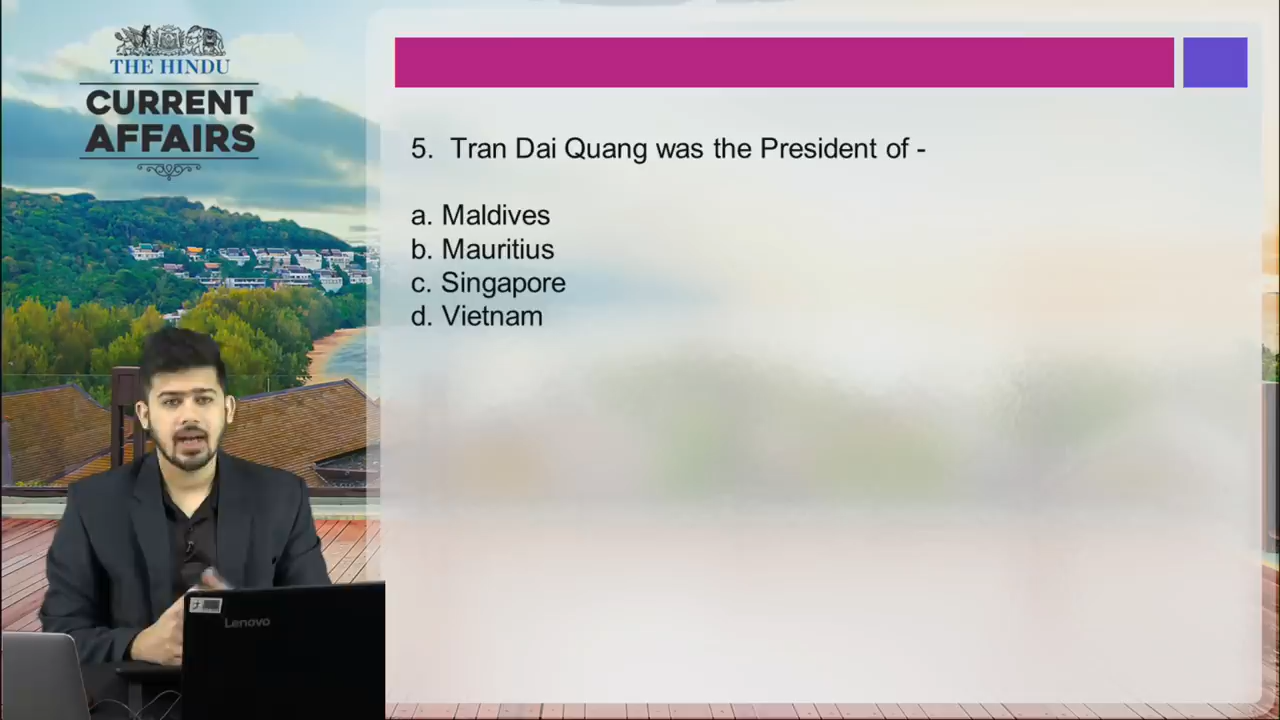 THE HINDU
CURRENT
AFFAIRS
5. Tran Dai Quang was the President of -
a. Maldives
b. Mauritius
c. Singapore
d. Vietnam
Lenovo